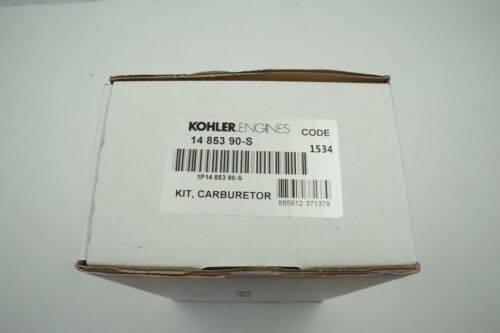 KOHLER.ENGINES CODE
14 853 90-S 1534
1P14 853 90-S
KIT, CARBURETOR
885612 371379